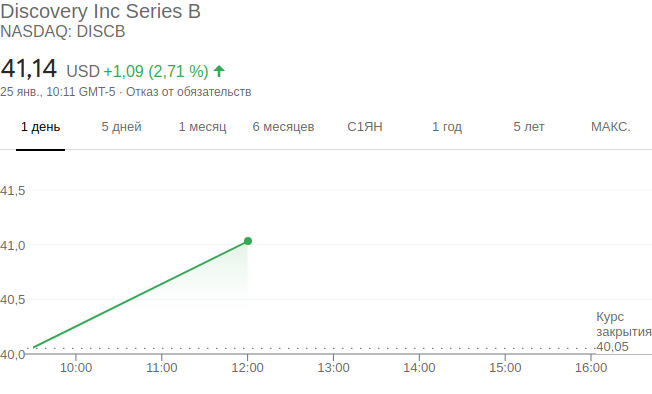 Discovery Inc Series B
NASDAQ: DISCB
41,14 USD +1,09 (2,71 %)
25 янв., 10:11 GMT-5 · Отказ от обязательств
1 день 5 дней 1 месяц 6 месяцев С1ЯН 1 год 5 лет МАКС.
41,5
41,0
40,5
Курс
закрытия
40,05
40,0
10:00 11:00 12:00 13:00 14:00 15:00 16:00